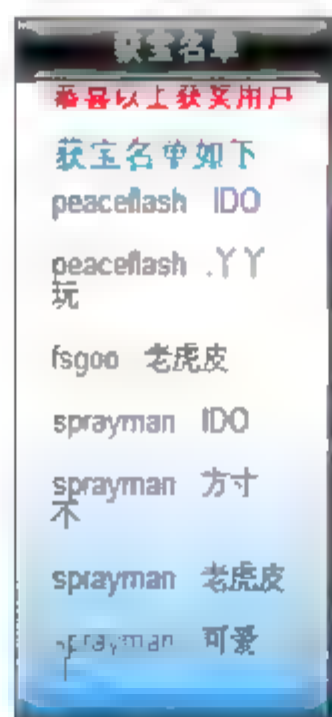 获宝名单
恭喜以上获奖用户
获宝名单如下
peaceflash IDO
peaceflash .丫丫
玩
fsgoo 老虎皮
sprayman IDO
sprayman 方寸
不
sprayman 老虎皮
sprayman 可爱